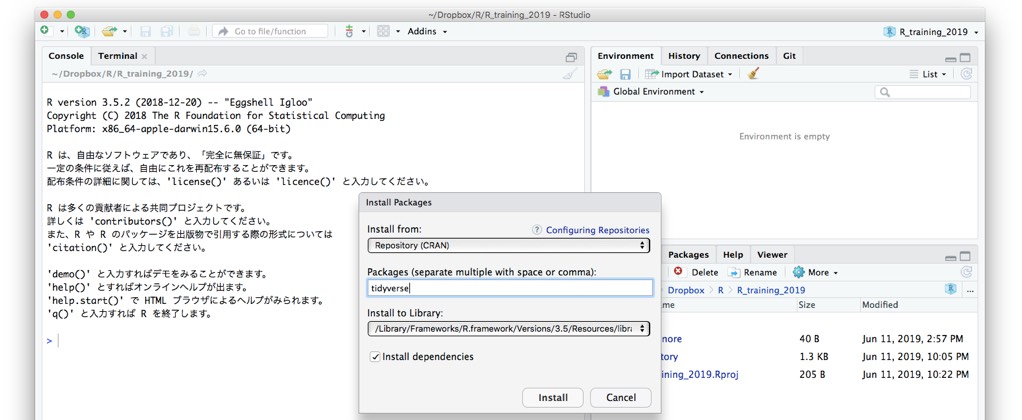 ~/Dropbox/R/R_training_2019 - RStudio
Go to file/function
Addins
R_training_2019
Console
Terminal
~/Dropbox/R/R_training_2019/
R version 3.5.2 (2018-12-20) -- "Eggshell Igloo"
Copyright (C) 2018 The R Foundation for Statistical Computing
Platform: x86_64-apple-darwin15.6.0 (64-bit)
R は、自由なソフトウェアであり、「完全に無保証」です。
一定の条件に従えば、自由にこれを再配布することができます。
配布条件の詳細に関しては、'license()' あるいは 'licence()' と入力してください。
R は多くの貢献者による共同プロジェクトです。
詳しくは 'contributors()' と入力してください。
また、R や R のパッケージを出版物で引用する際の形式については
'citation()' と入力してください。
'demo()' と入力すればデモをみることができます。
'help()' とすればオンラインヘルプが出ます。
'help.start()' で HTML ブラウザによるヘルプがみられます。
'q()' と入力すれば R を終了します。
>
Install Packages
Install from:
? Configuring Repositories
Repository (CRAN)
Packages (separate multiple with space or comma):
tidyverse
Install to Library:
/Library/Frameworks/R.framework/Versions/3.5/Resources/libra
Install dependencies
Install
Cancel
Environment
History
Connections
Git
Import Dataset
List
Global Environment
Environment is empty
Packages
Help
Viewer
Delete
Rename
More
Dropbox > R > R_training_2019
...
me
Size
Modified
nore
40 B
Jun 11, 2019, 2:57 PM
tory
1.3 KB
Jun 11, 2019, 10:05 PM
ining_2019.Rproj
205 B
Jun 11, 2019, 10:22 PM